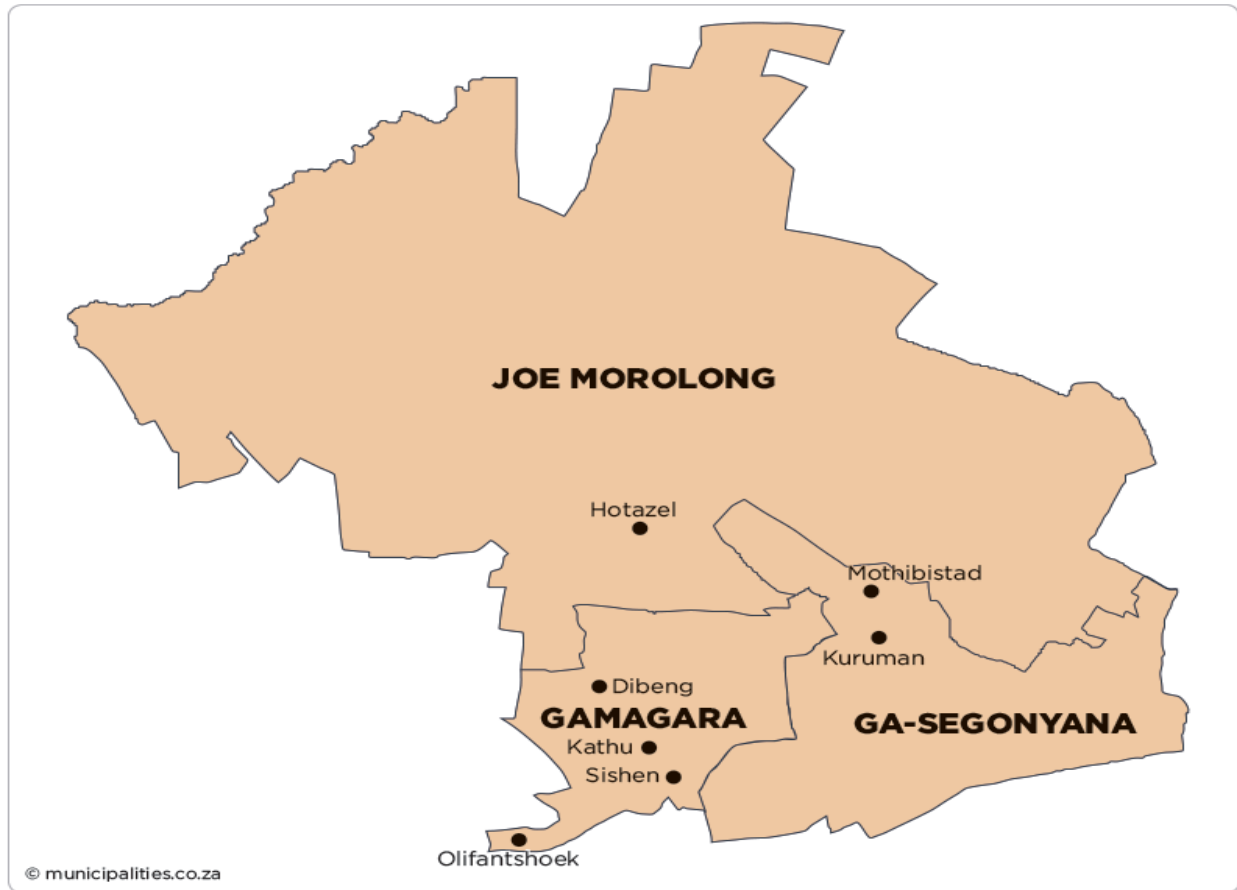 JOE MOROLONG
Hotazel
Mothibistad
Kuruman
Dibeng
GAMAGARA
GA-SEGONYANA
Kathu
Sishen
Olifantshoek
© municipalities.co.za